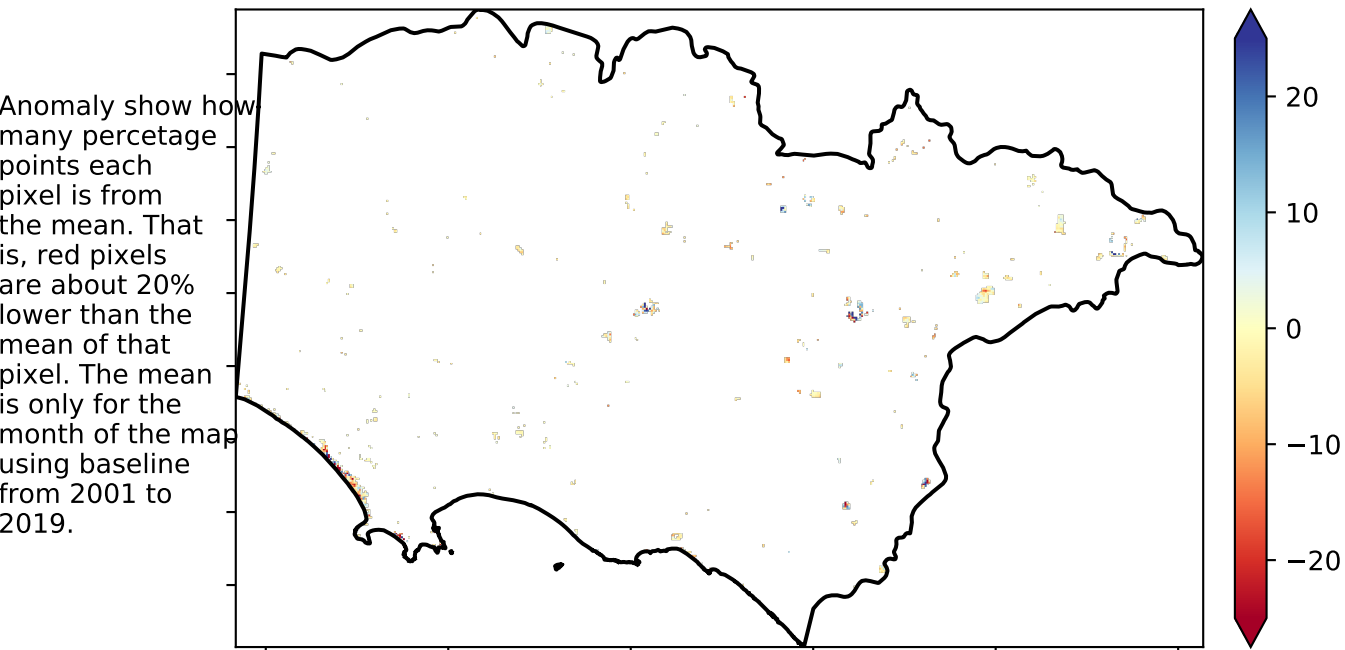 Anomaly show how
many percetage
points each
pixel is from
the mean. That
is, red pixels
are about 20%
lower than the
mean of that
pixel. The mean
is only for the
month of the map
using baseline
from 2001 to
2019.
20
10
0
−10
−20